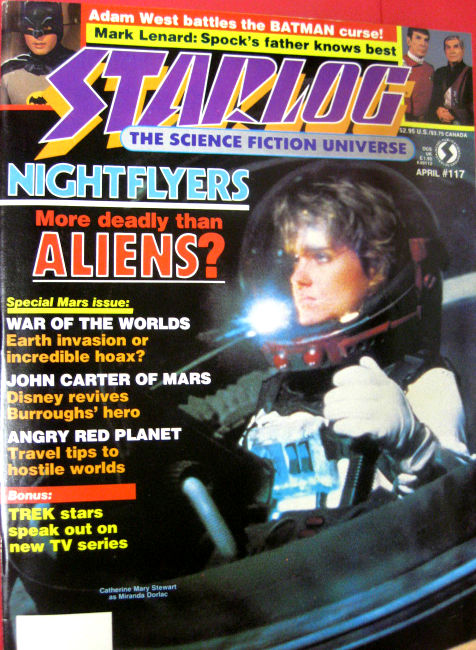 Adam West battles the BATMAN curse!
Mark Lenard: Spock's father knows best
STARLOG
$2.95 U.S./$3.75 CANADA
THE SCIENCE FICTION UNIVERSE
APRIL #117
NIGHTFLYERS
More deadly than
ALIENS?
Special Mars issue:
WAR OF THE WORLDS
Earth invasion or
incredible hoax?
JOHN CARTER OF MARS
Disney revives
Burroughs' hero
ANGRY RED PLANET
Travel tips to
hostile worlds
Bonus:
TREK stars
speak out on
new TV series
Catherine Mary Stewart
as Miranda Dorlac